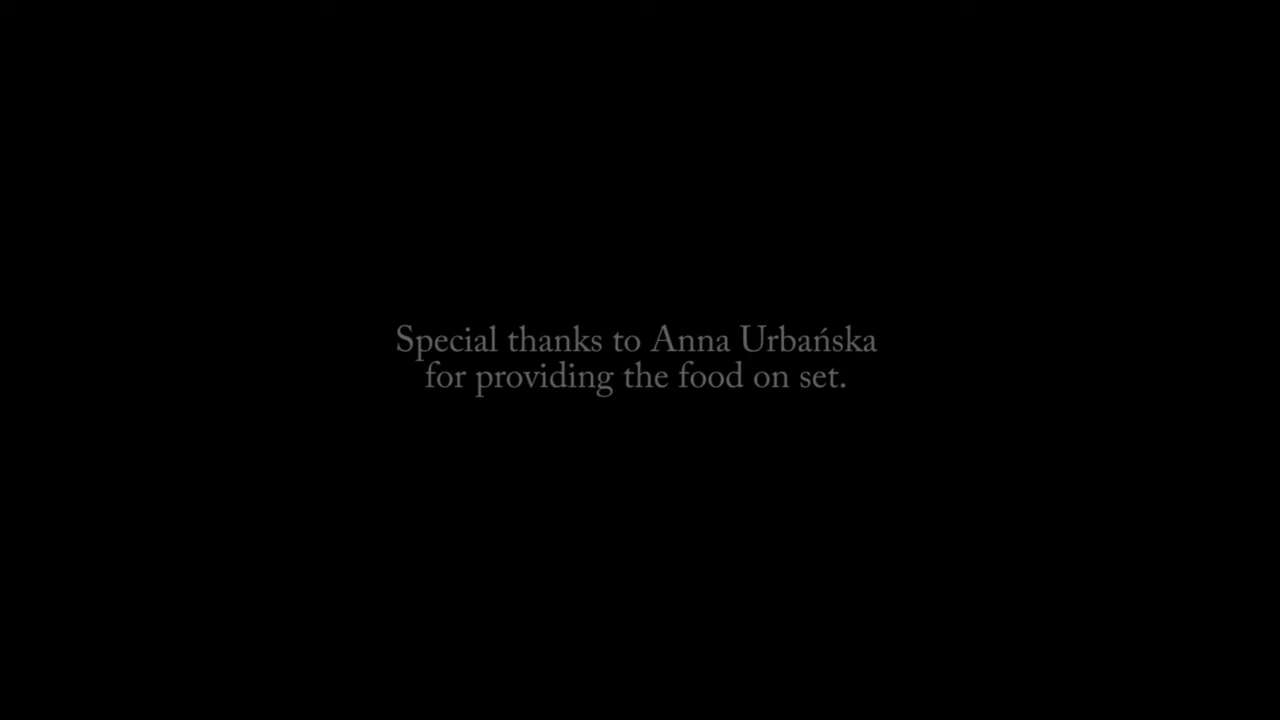 Special thanks to Anna Urbańska
for providing the food on set.